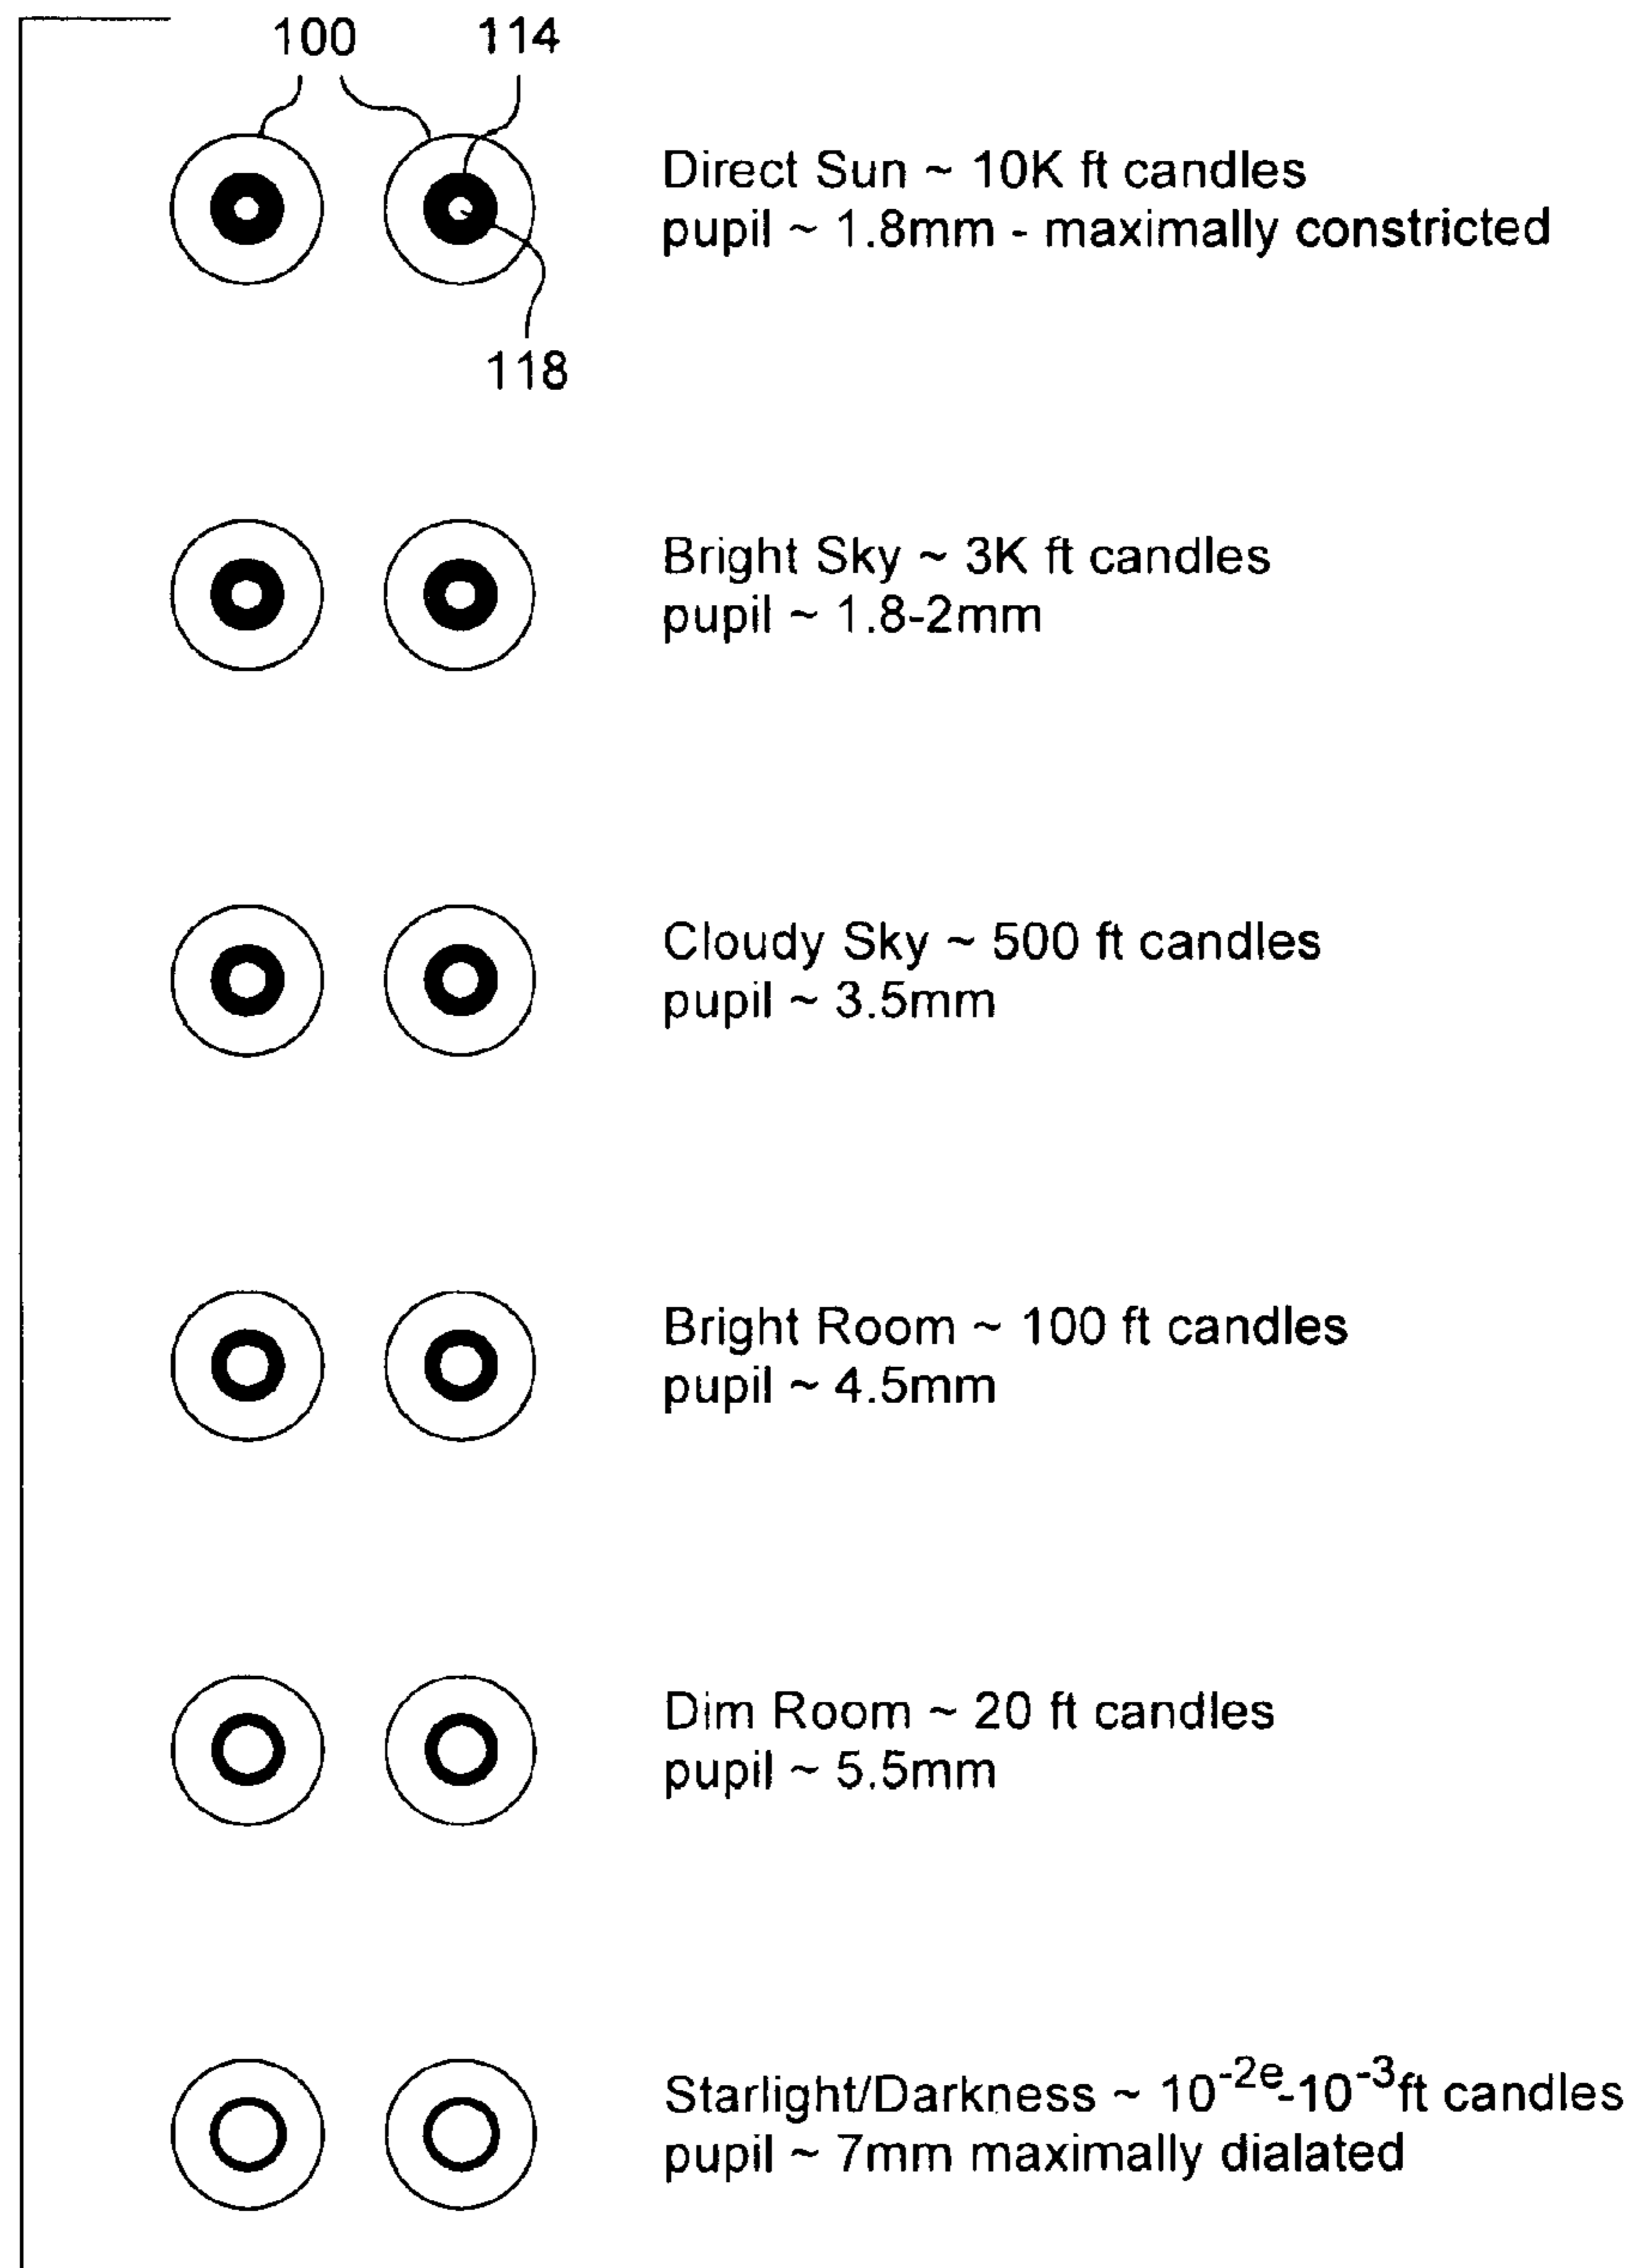 100 114
Direct Sun ~ 10K ft candles
pupil ~ 1.8mm - maximally constricted
118
Bright Sky ~ 3K ft candles
pupil ~ 1.8-2mm
Cloudy Sky ~ 500 ft candles
pupil ~ 3.5mm
Bright Room ~ 100 ft candles
pupil ~ 4.5mm
Dim Room ~ 20 ft candles
pupil ~ 5.5mm
Starlight/Darkness ~ 10⁻²ᵉ-10⁻³ft candles
pupil ~ 7mm maximally dialated